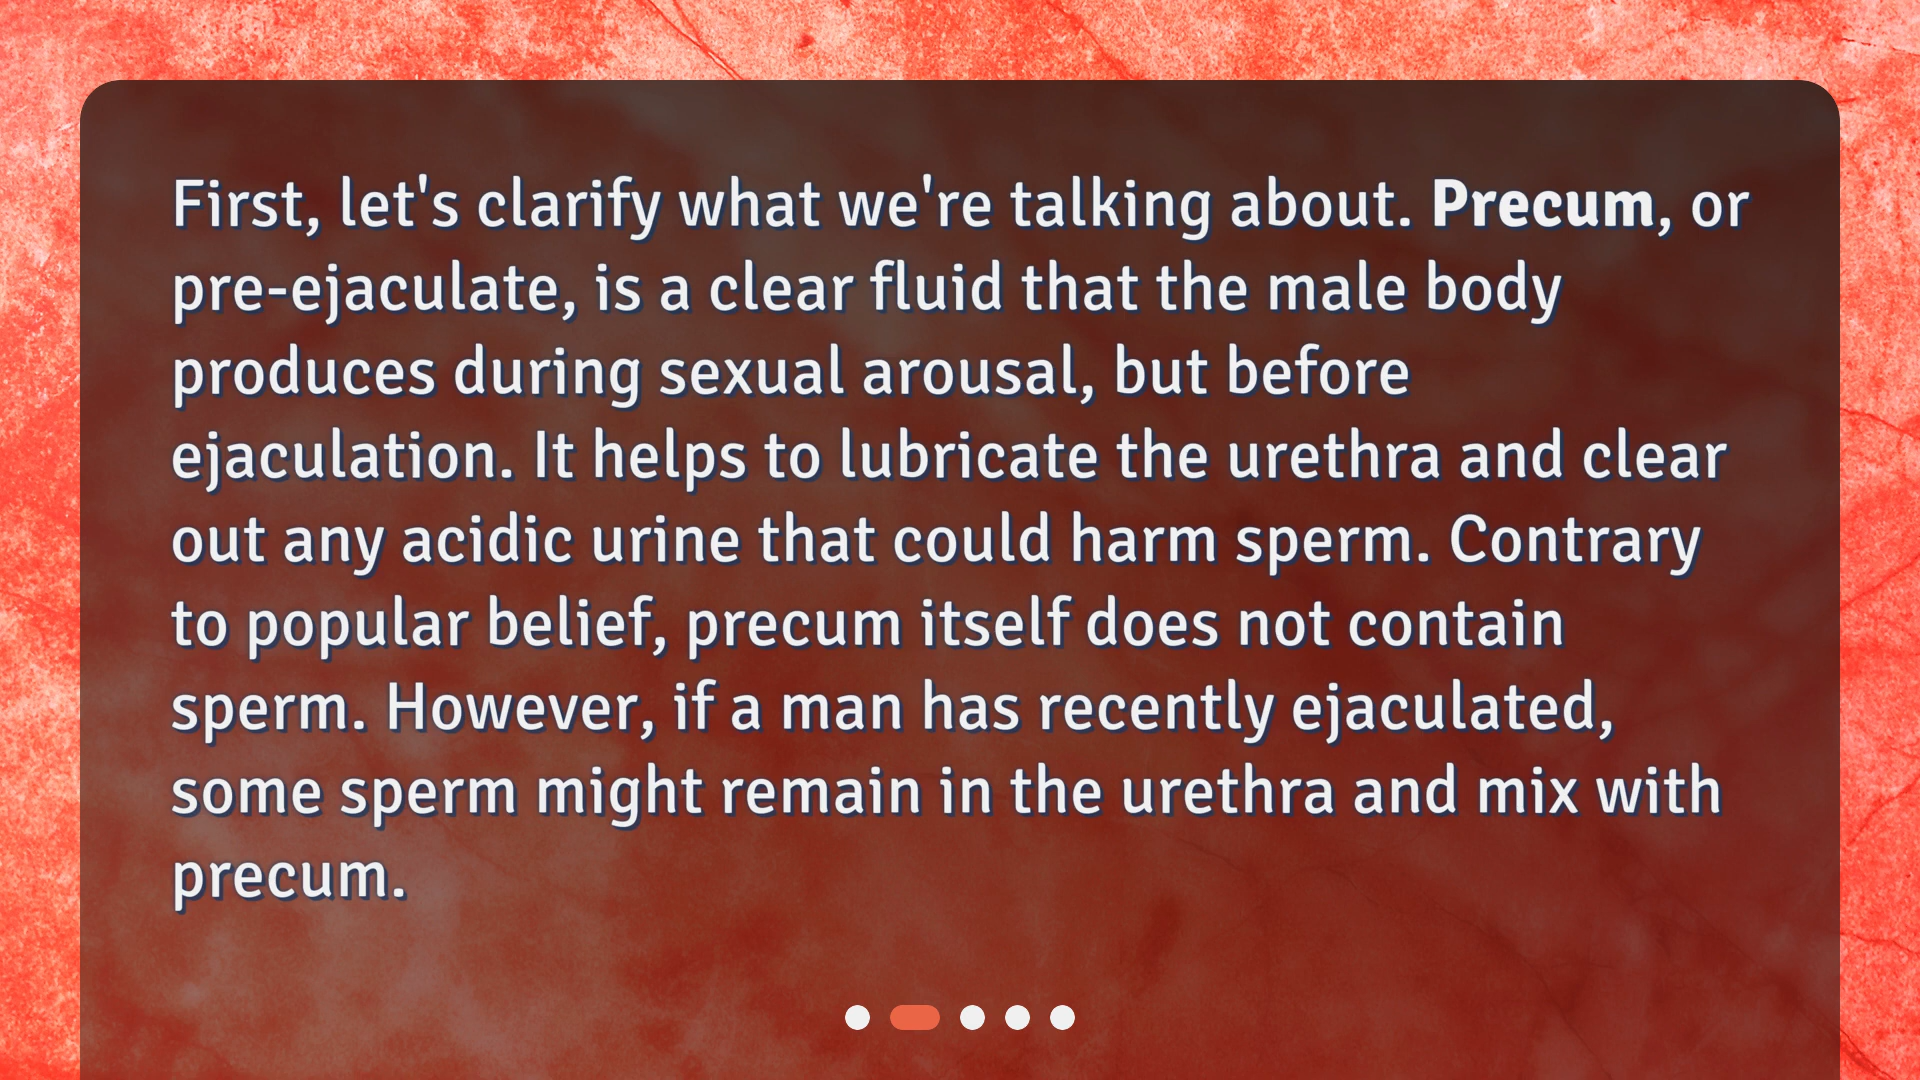 First, let's clarify what we're talking about. Precum, or
pre-ejaculate, is a clear fluid that the male body
produces during sexual arousal, but before
ejaculation. It helps to lubricate the urethra and clear
out any acidic urine that could harm sperm. Contrary
to popular belief, precum itself does not contain
sperm. However, if a man has recently ejaculated,
some sperm might remain in the urethra and mix with
precum.